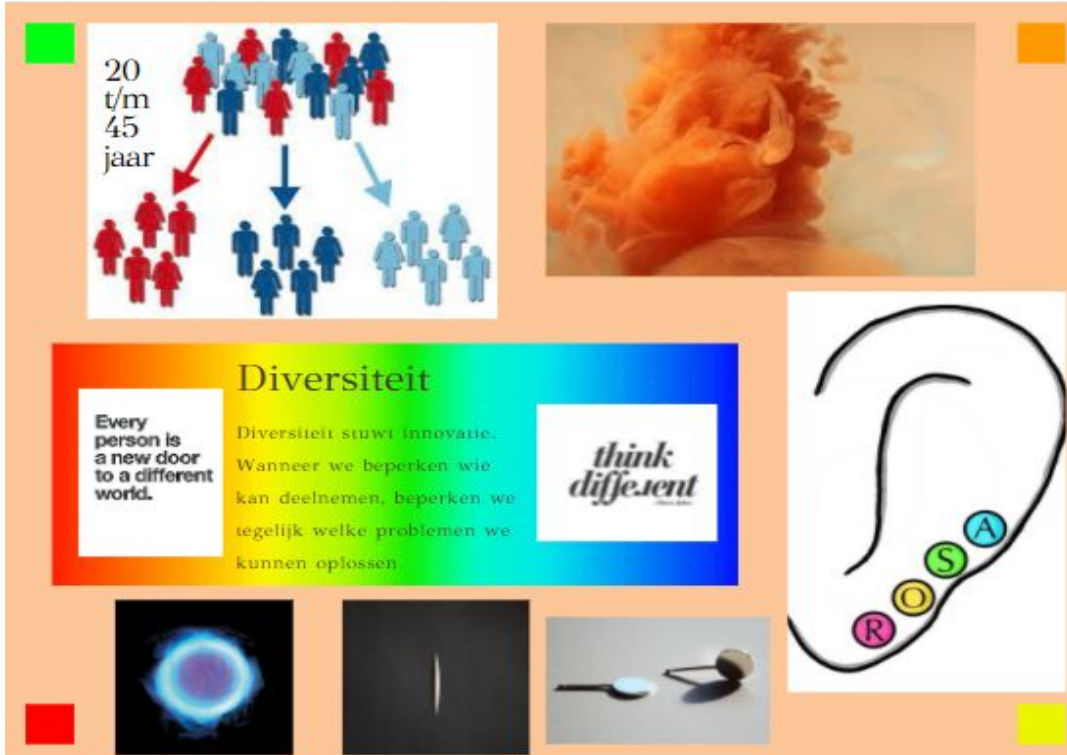 20
t/m
45
jaar
Diversiteit
Every
person is
a new door
to a different
world.
Diversiteit stuwt innovatie.
Wanneer we beperken wie
kan deelnemen, beperken we
tegelijk welke problemen we
kunnen oplossen
think
different
A
S
O
R